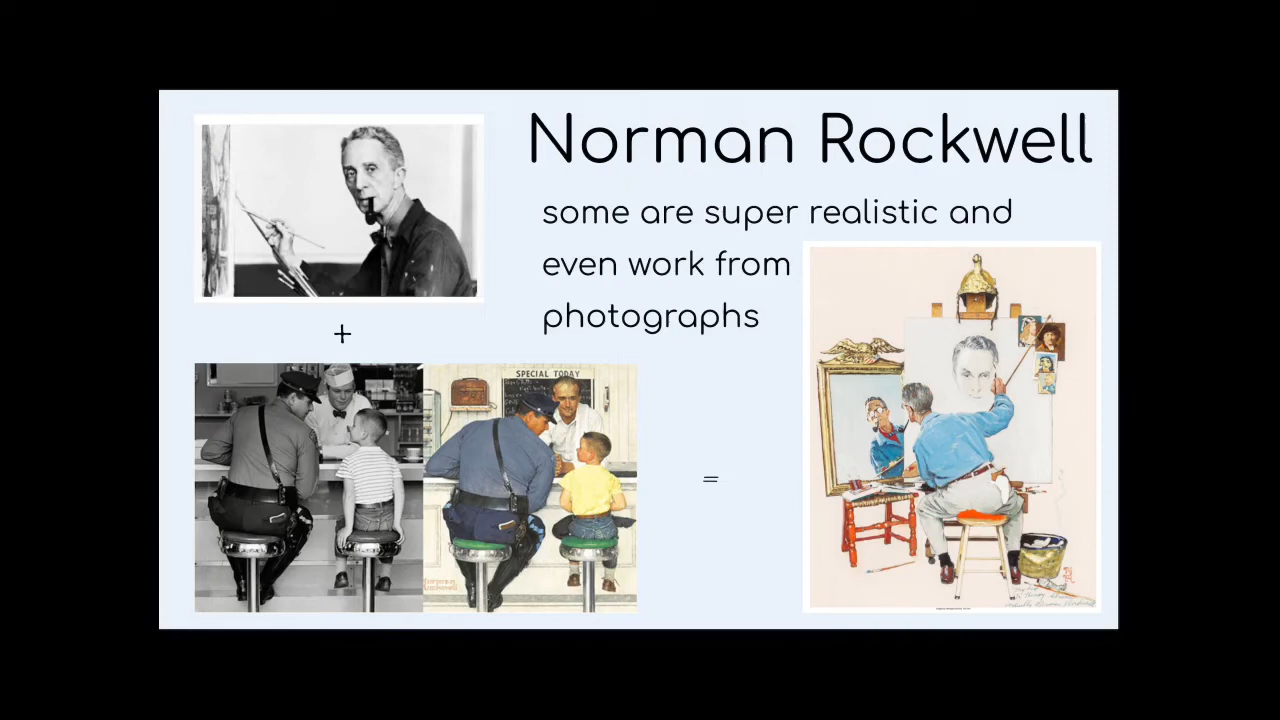 Norman Rockwell
some are super realistic and
even work from
photographs
+
SPECIAL TODAY
=